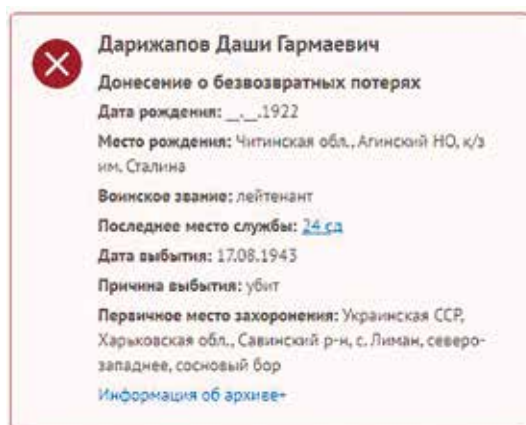 Дарижапов Даши Гармаевич
Донесение о безвозвратных потерях
Дата рождения: __.__.1922
Место рождения: Читинская обл., Агинский НО, к/з
им. Сталина
Воинское звание: лейтенант
Последнее место службы: 24 сд
Дата выбытия: 17.08.1943
Причина выбытия: убит
Первичное место захоронения: Украинская ССР,
Харьковская обл., Савинский р-н, с. Лиман, северо-
западнее, сосновый бор
Информация об архиве+